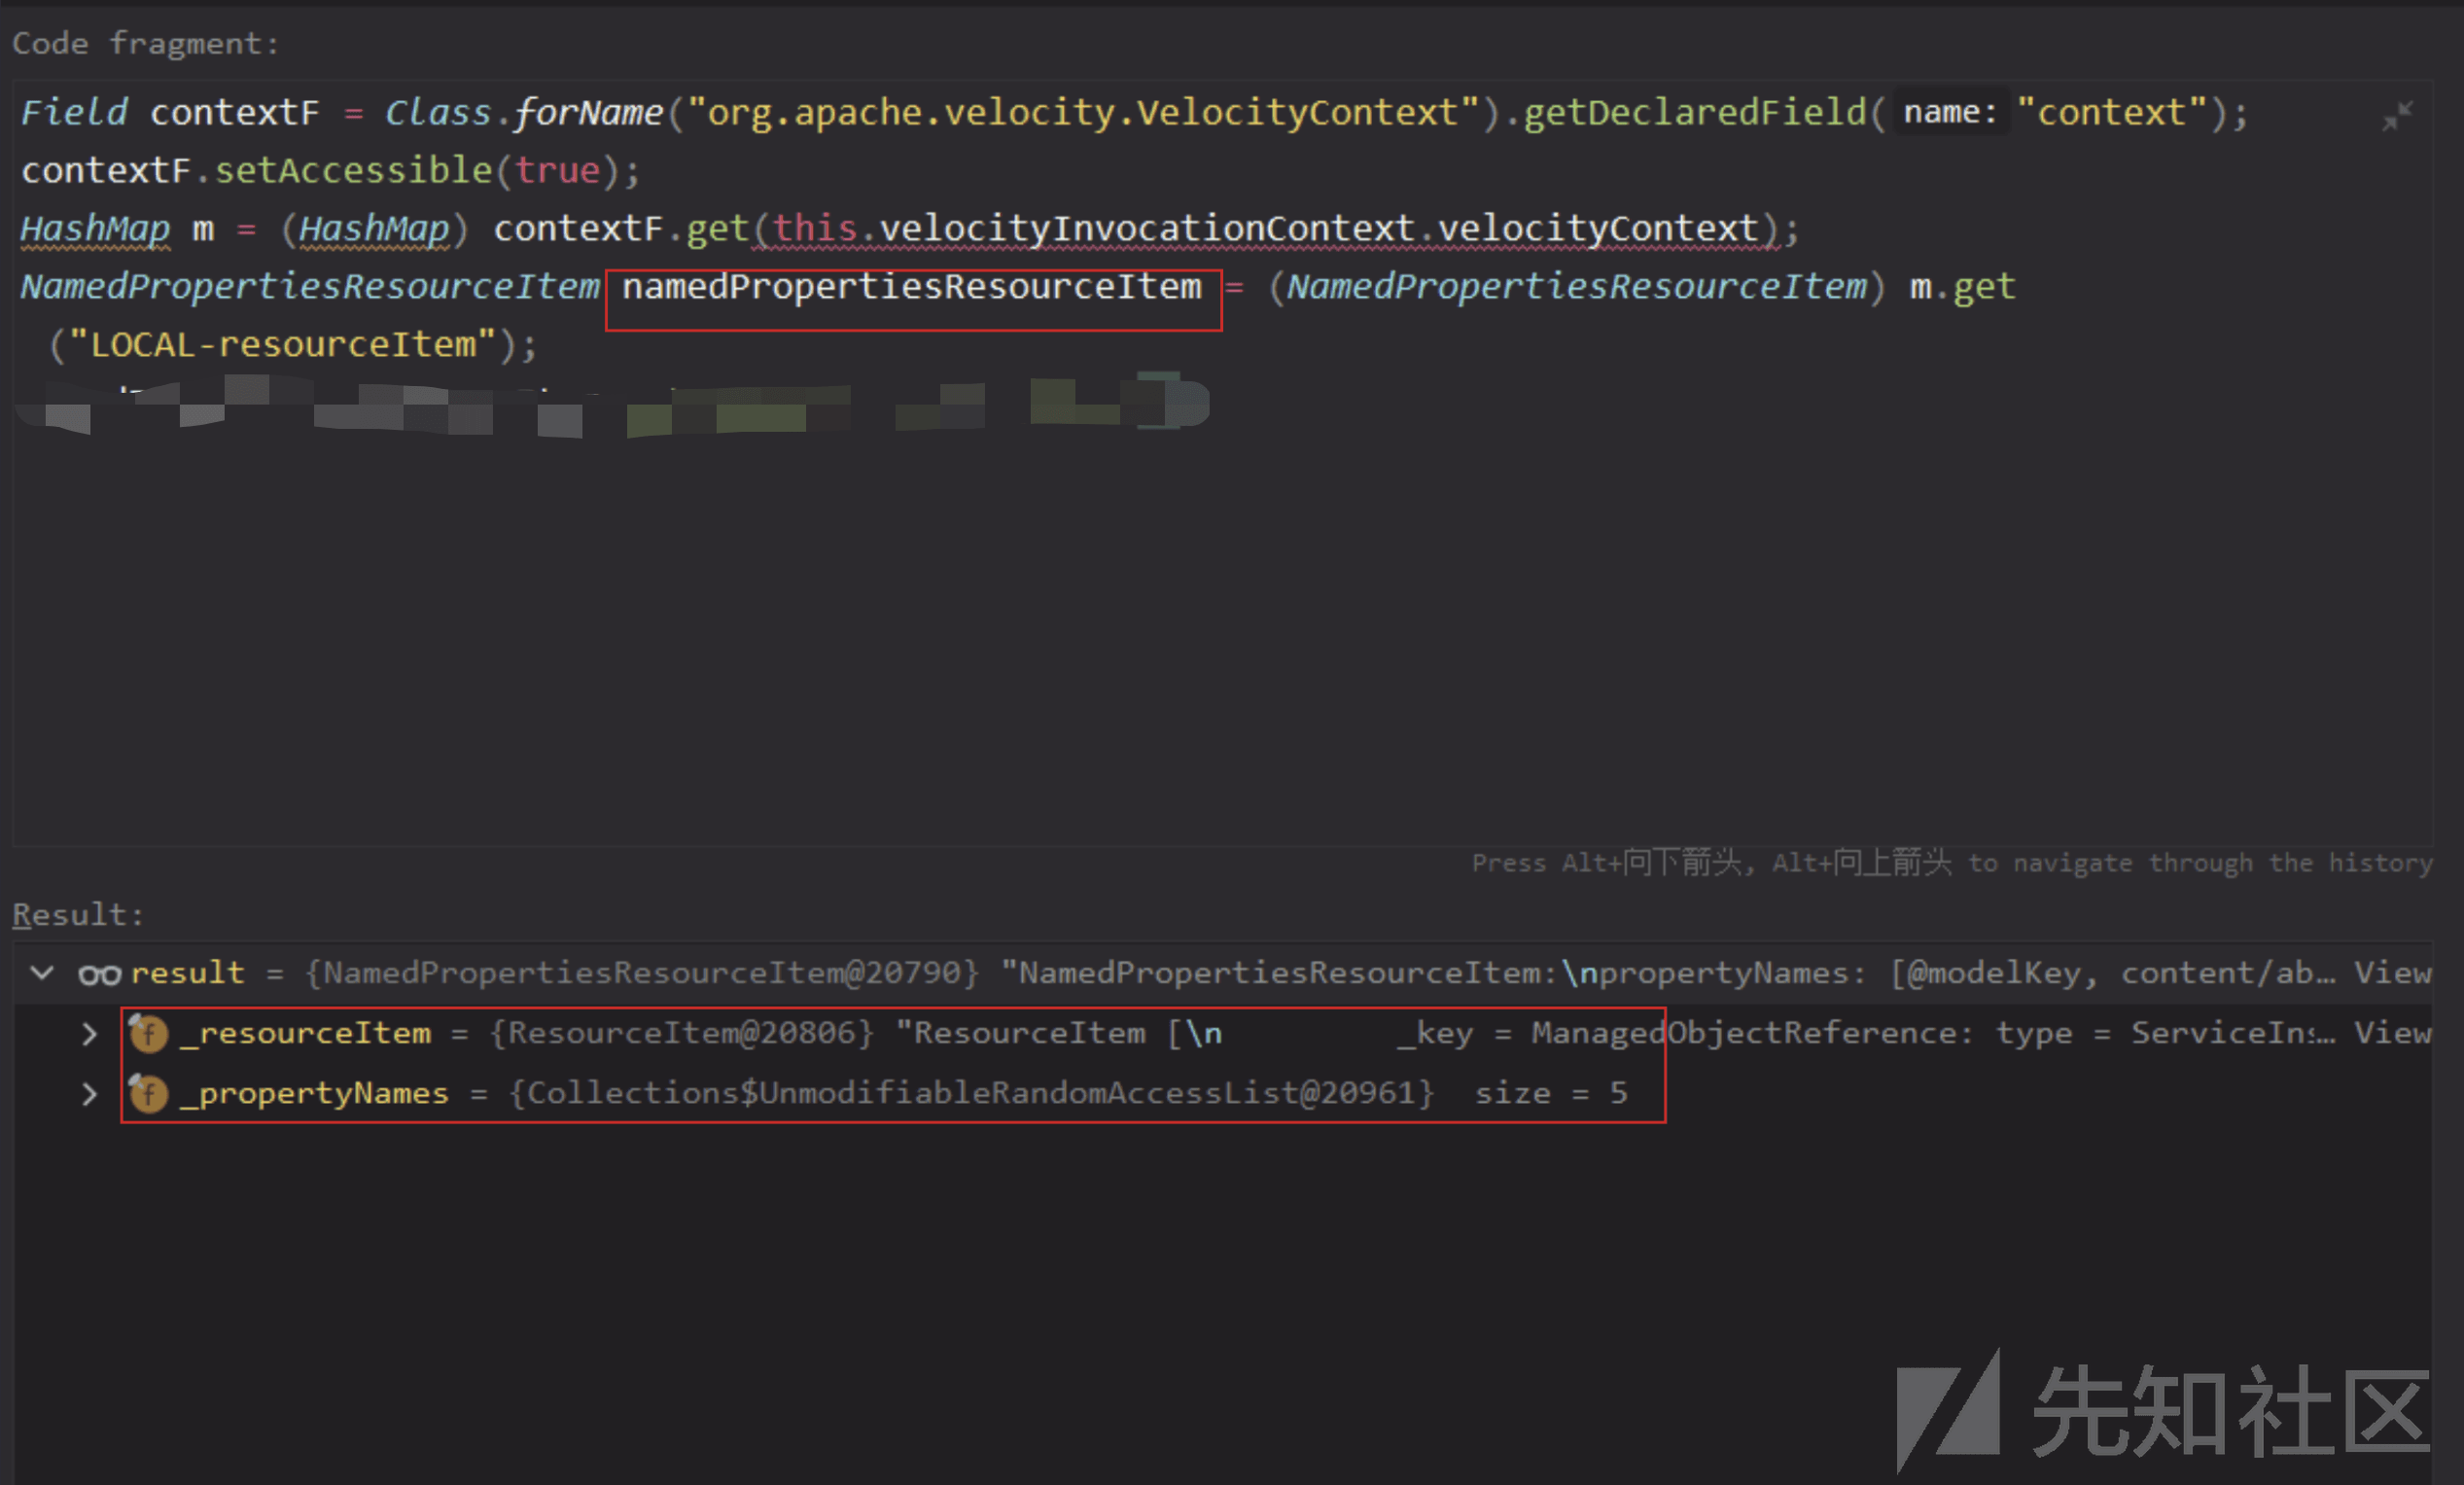 Code fragment:
Field contextF = Class.forName("org.apache.velocity.VelocityContext").getDeclaredField( name: "context");
contextF.setAccessible(true);
HashMap m = (HashMap) contextF.get(this.velocityInvocationContext.velocityContext);
NamedPropertiesResourceItem namedPropertiesResourceItem = (NamedPropertiesResourceItem) m.get
("LOCAL-resourceItem");
Press Alt+向下箭头, Alt+向上箭头 to navigate through the history
Result:
result = {NamedPropertiesResourceItem@20790} "NamedPropertiesResourceItem:\npropertyNames: [@modelKey, content/ab… View
f _resourceItem = {ResourceItem@20806} "ResourceItem [\n _key = ManagedObjectReference: type = ServiceIns… View
f _propertyNames = {Collections$UnmodifiableRandomAccessList@20961} size = 5
先知社区